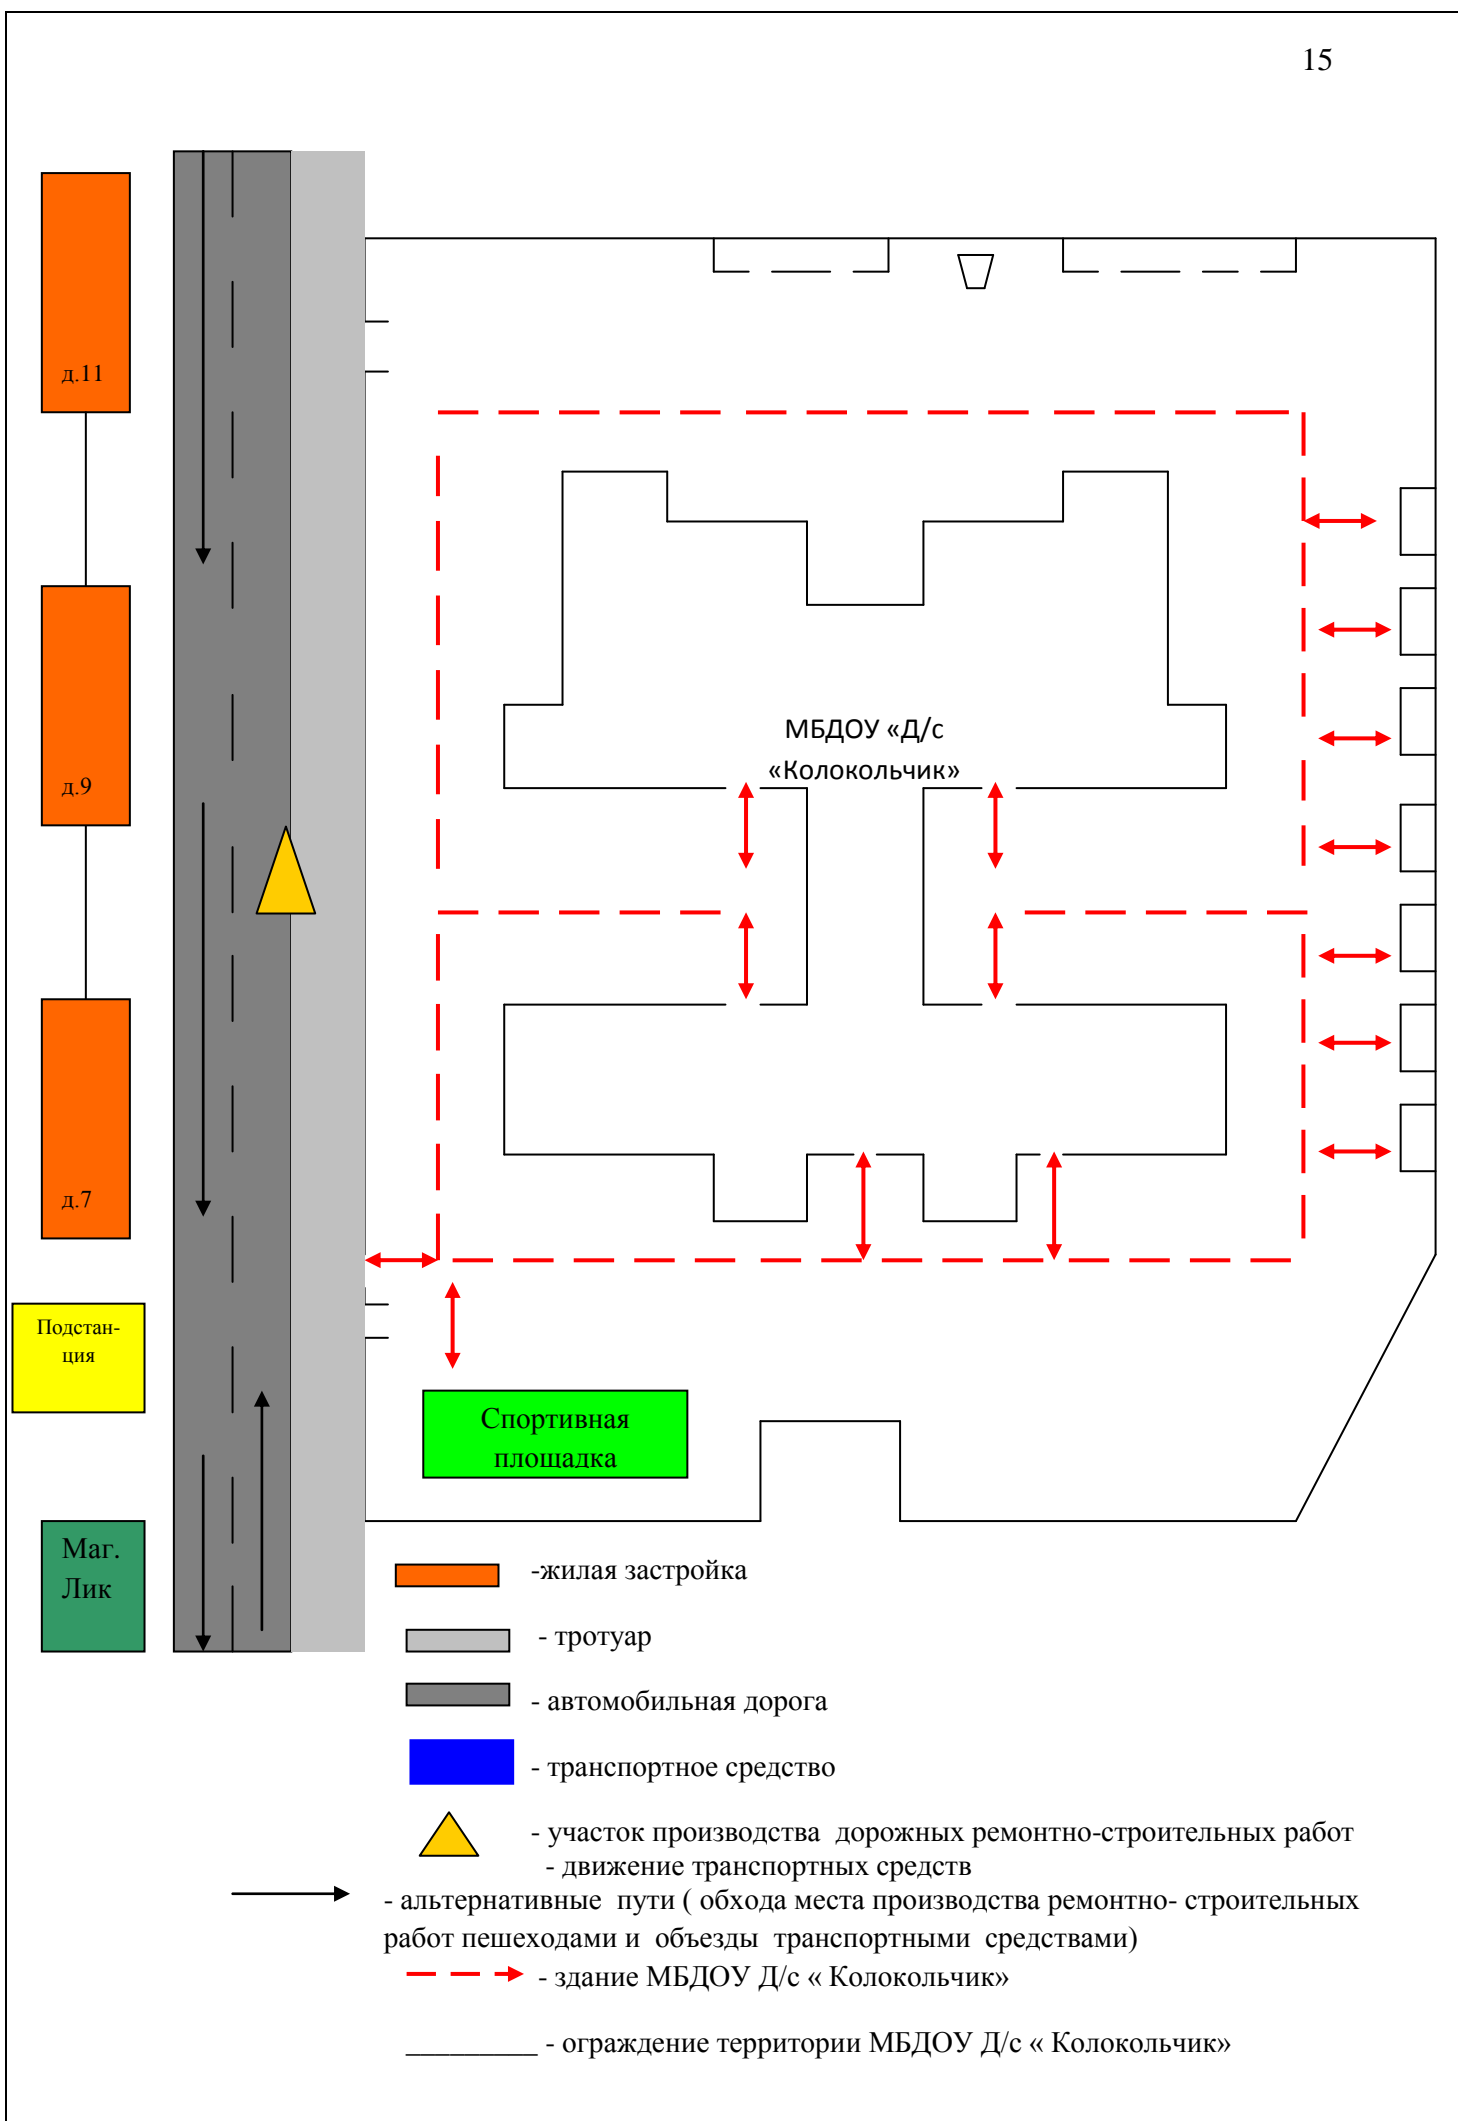 15
д.11
д.9
МБДОУ «Д/с
«Колокольчик»
д.7
Подстан-
ция
Спортивная
площадка
Маг.
Лик
-жилая застройка
- тротуар
- автомобильная дорога
- транспортное средство
- участок производства дорожных ремонтно-строительных работ
- движение транспортных средств
- альтернативные пути ( обхода места производства ремонтно- строительных
работ пешеходами и объезды транспортными средствами)
- здание МБДОУ Д/с « Колокольчик»
_________ - ограждение территории МБДОУ Д/с « Колокольчик»